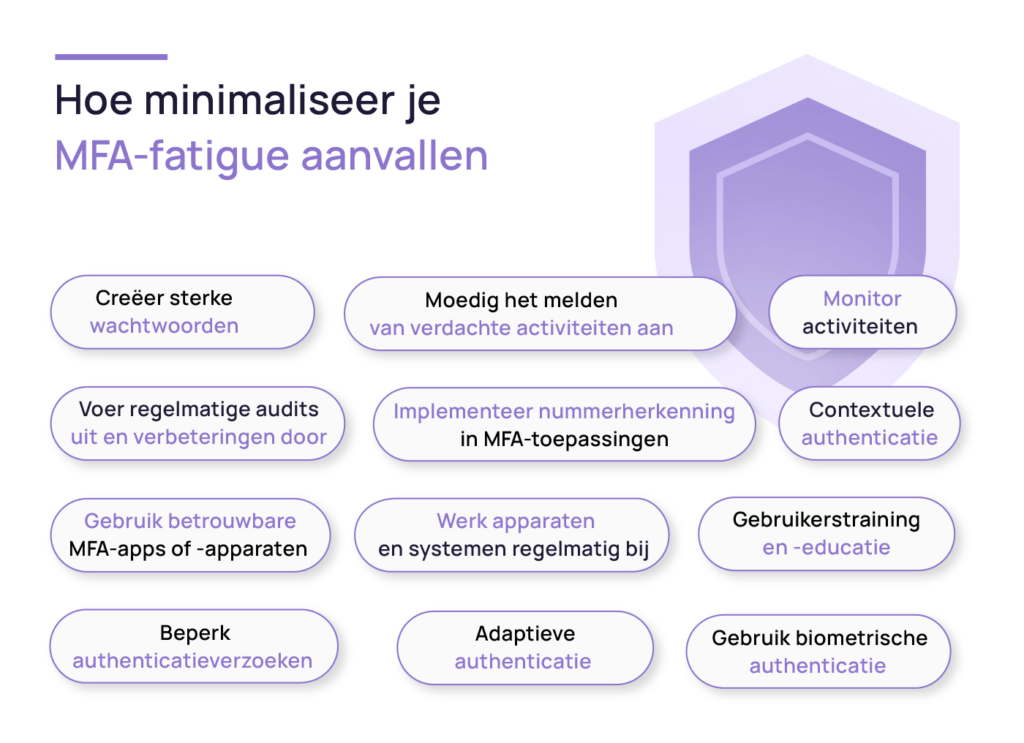 Hoe minimaliseer je
MFA-fatigue aanvallen
Creëer sterke
wachtwoorden
Moedig het melden
van verdachte activiteiten aan
Monitor
activiteiten
Voer regelmatige audits
uit en verbeteringen door
Implementeer nummerherkenning
in MFA-toepassingen
Contextuele
authenticatie
Gebruik betrouwbare
MFA-apps of -apparaten
Werk apparaten
en systemen regelmatig bij
Gebruikerstraining
en -educatie
Beperk
authenticatieverzoeken
Adaptieve
authenticatie
Gebruik biometrische
authenticatie